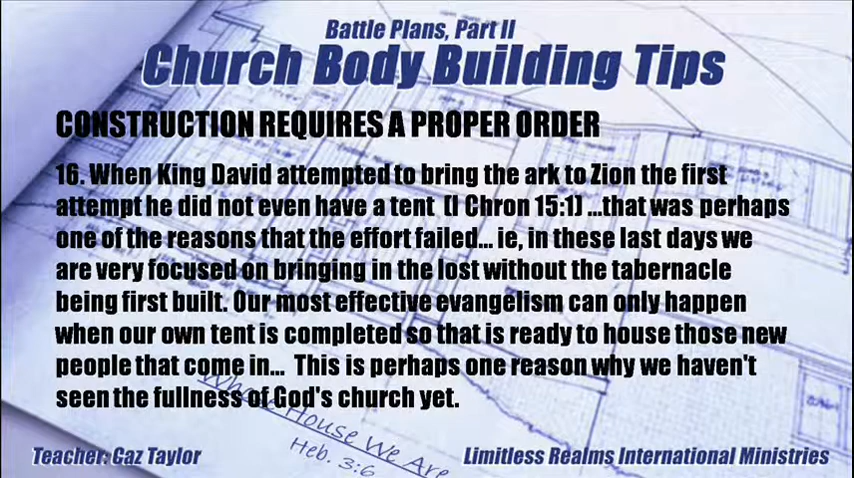 Battle Plans, Part II
Church Body Building Tips
CONSTRUCTION REQUIRES A PROPER ORDER
16. When King David attempted to bring the ark to Zion the first
attempt he did not even have a tent (I Chron 15:1) ...that was perhaps
one of the reasons that the effort failed... ie, in these last days we
are very focused on bringing in the lost without the tabernacle
being first built. Our most effective evangelism can only happen
when our own tent is completed so that is ready to house those new
people that come in... This is perhaps one reason why we haven't
seen the fullness of God's church yet.
Whose House We Are
Heb. 3:6
Teacher: Caz Taylor
Limitless Realms International Ministries